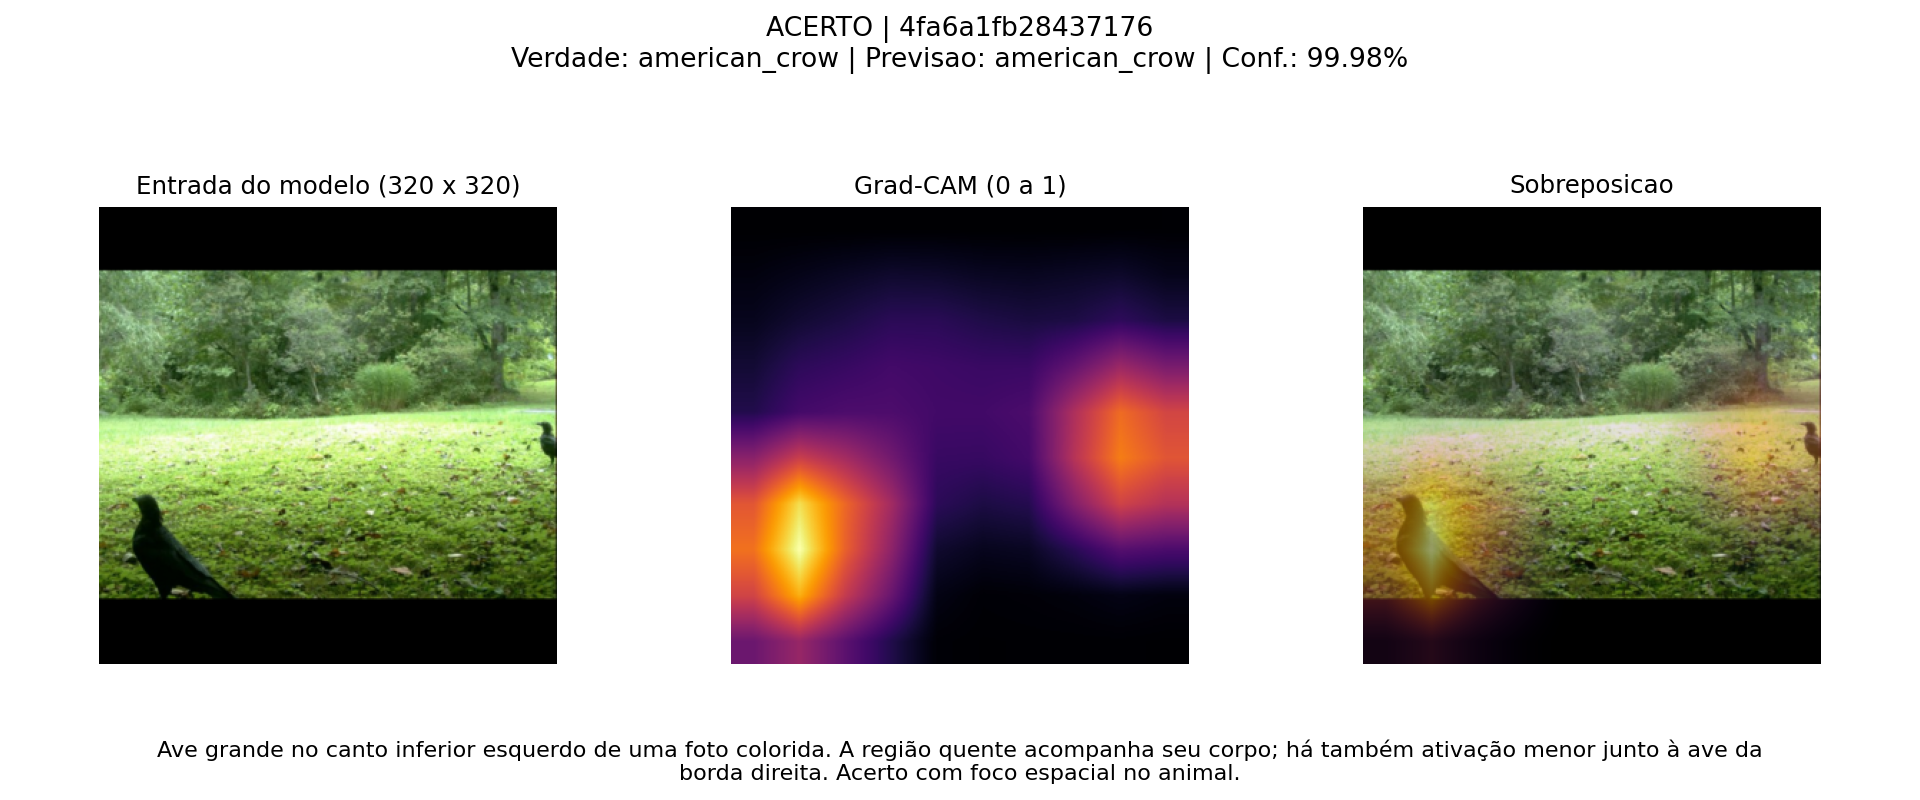 ACERTO | 4fa6a1fb28437176
Verdade: american_crow | Previsao: american_crow | Conf.: 99.98%
Entrada do modelo (320 x 320)
Grad-CAM (0 a 1)
Sobreposicao
Ave grande no canto inferior esquerdo de uma foto colorida. A região quente acompanha seu corpo; há também ativação menor junto à ave da
borda direita. Acerto com foco espacial no animal.